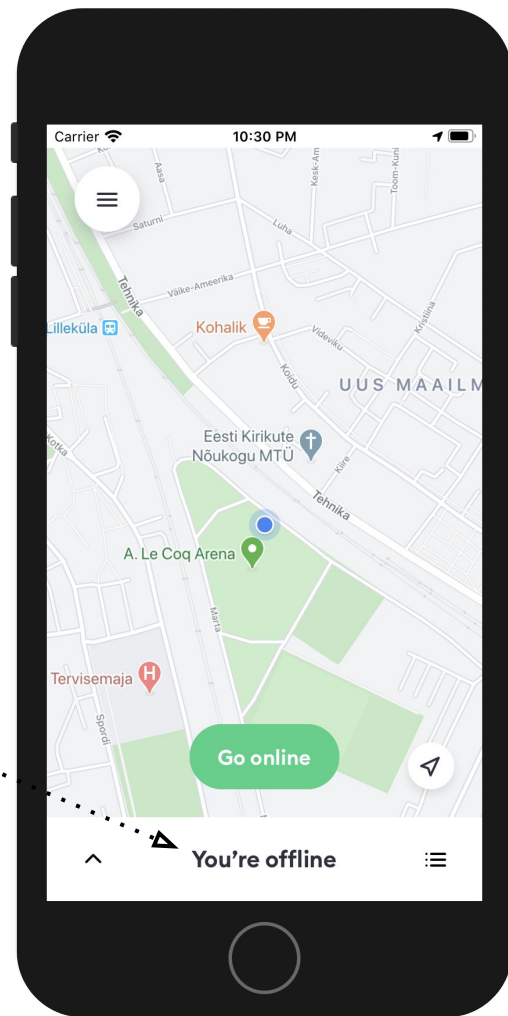 Carrier
10:30 PM
Aasa
Kesk-Am
Toom-Kuni
Saturni
Luha
Tehnika
Väike-Ameerika
Kristiina
Lilleküla
Kohalik
Videviku
Koidu
UUS MAAILM
Kotka
Eesti Kirikute
Nõukogu MTÜ
Kiire
Tehnika
A. Le Coq Arena
Marta
Tervisemaja
H
Spordi
Go online
You're offline